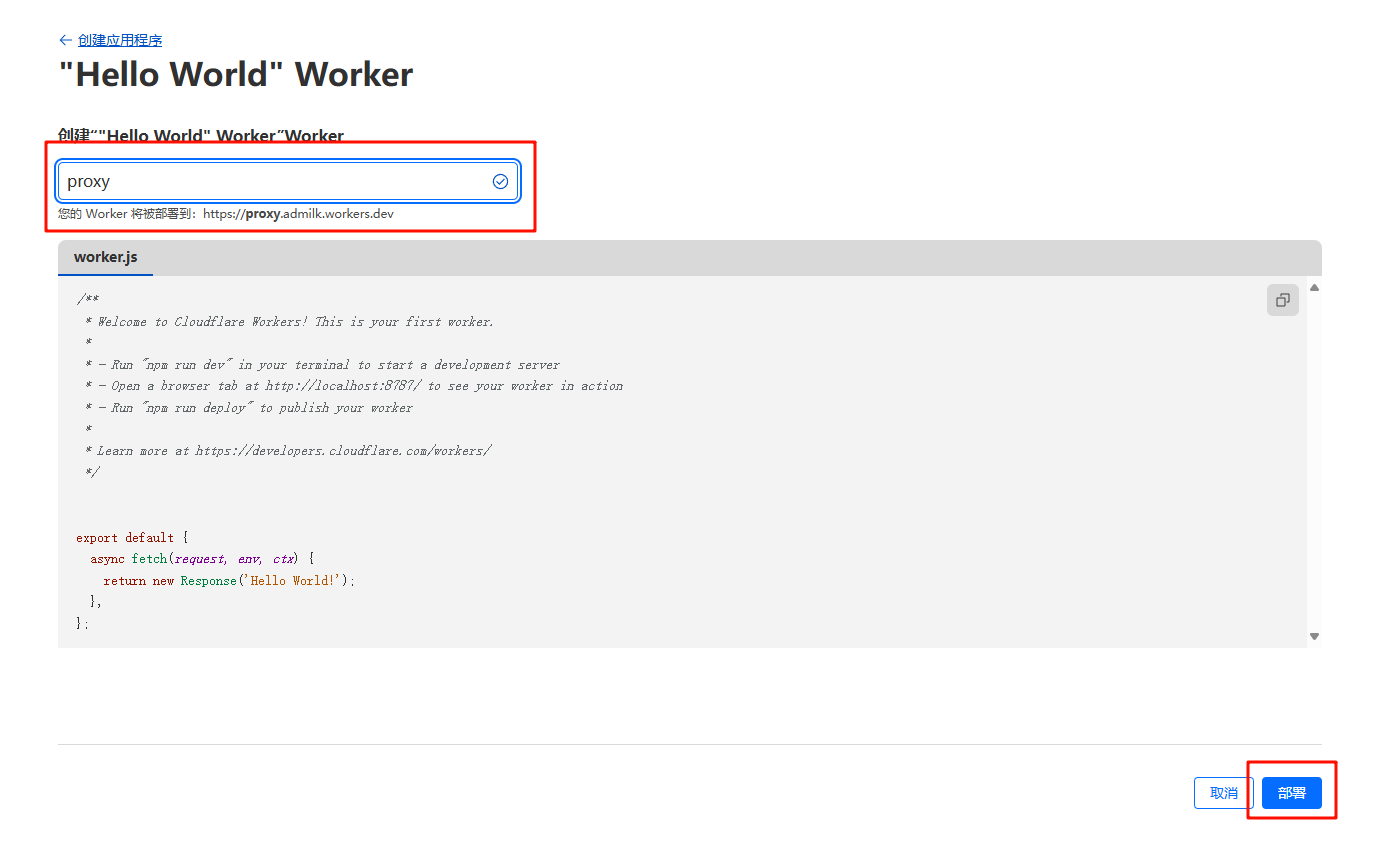 ← 创建应用程序
"Hello World" Worker
创建“"Hello World" Worker”Worker
proxy
您的 Worker 将被部署到：https://proxy.admilk.workers.dev
worker.js
/**
 * Welcome to Cloudflare Workers! This is your first worker.
 *
 * - Run "npm run dev" in your terminal to start a development server
 * - Open a browser tab at http://localhost:8787/ to see your worker in action
 * - Run "npm run deploy" to publish your worker
 *
 * Learn more at https://developers.cloudflare.com/workers/
 */
export default {
  async fetch(request, env, ctx) {
    return new Response('Hello World!');
  },
};
取消
部署